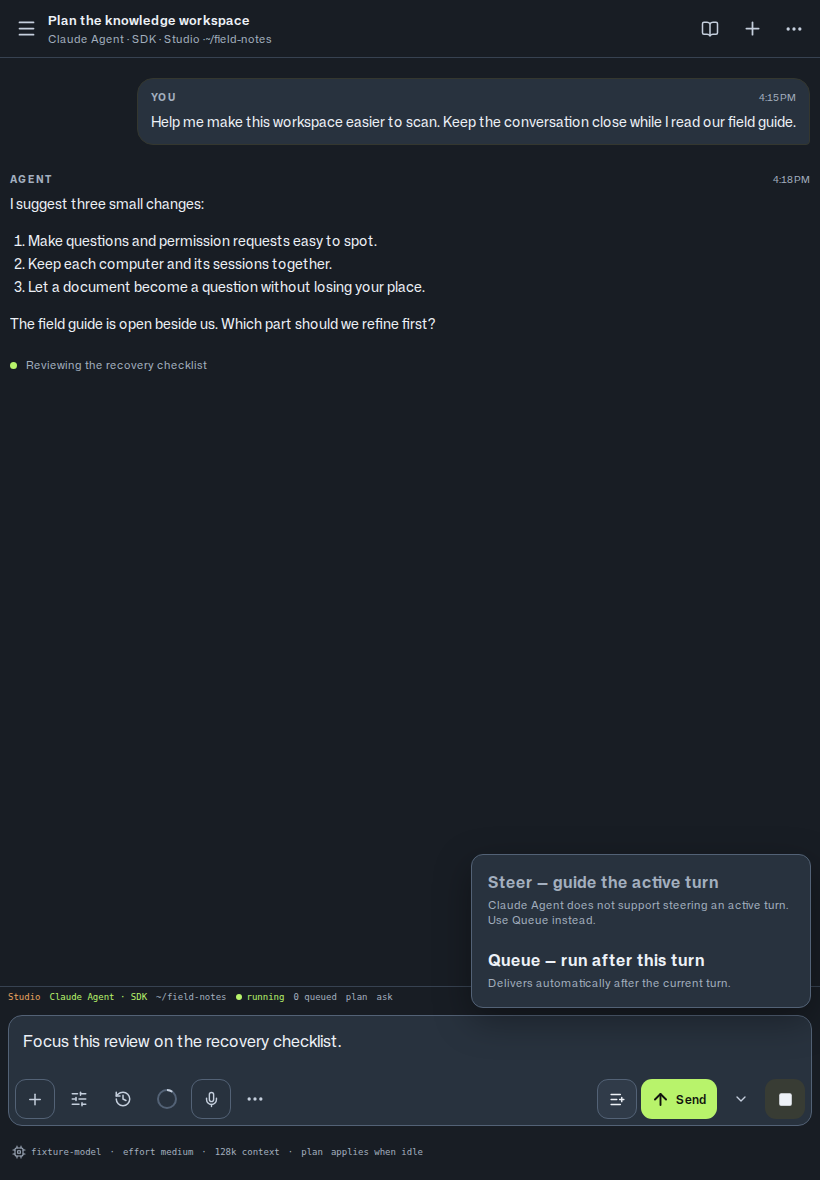 Plan the knowledge workspace
Claude Agent · SDK · Studio ·~/field-notes
YOU 4:15PM
Help me make this workspace easier to scan. Keep the conversation close while I read our field guide.
AGENT 4:18PM
I suggest three small changes:
1. Make questions and permission requests easy to spot.
2. Keep each computer and its sessions together.
3. Let a document become a question without losing your place.
The field guide is open beside us. Which part should we refine first?
Reviewing the recovery checklist
Steer — guide the active turn
Claude Agent does not support steering an active turn.
Use Queue instead.
Queue — run after this turn
Delivers automatically after the current turn.
Studio Claude Agent · SDK ~/field-notes running 0 queued plan ask
Focus this review on the recovery checklist.
Send
fixture-model · effort medium · 128k context · plan applies when idle